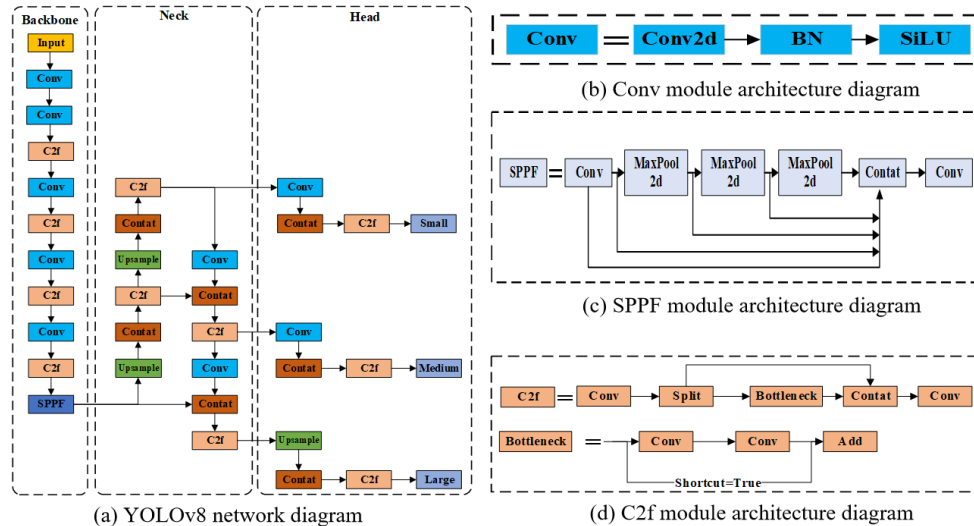 Backbone
Input
Conv
Conv
C2f
Conv
C2f
Conv
C2f
Conv
C2f
SPPF
Neck
C2f
Contat
Upsample
C2f
Contat
Upsample
Conv
Contat
C2f
Conv
Contat
C2f
Head
Conv
Contat
C2f
Small
Conv
Contat
C2f
Medium
Upsample
Contat
C2f
Large
(a) YOLOv8 network diagram
Conv
Conv2d
BN
SiLU
(b) Conv module architecture diagram
SPPF
Conv
MaxPool
2d
MaxPool
2d
MaxPool
2d
Contat
Conv
(c) SPPF module architecture diagram
C2f
Conv
Split
Bottleneck
Contat
Conv
Bottleneck
Conv
Conv
Add
Shortcut=True
(d) C2f module architecture diagram